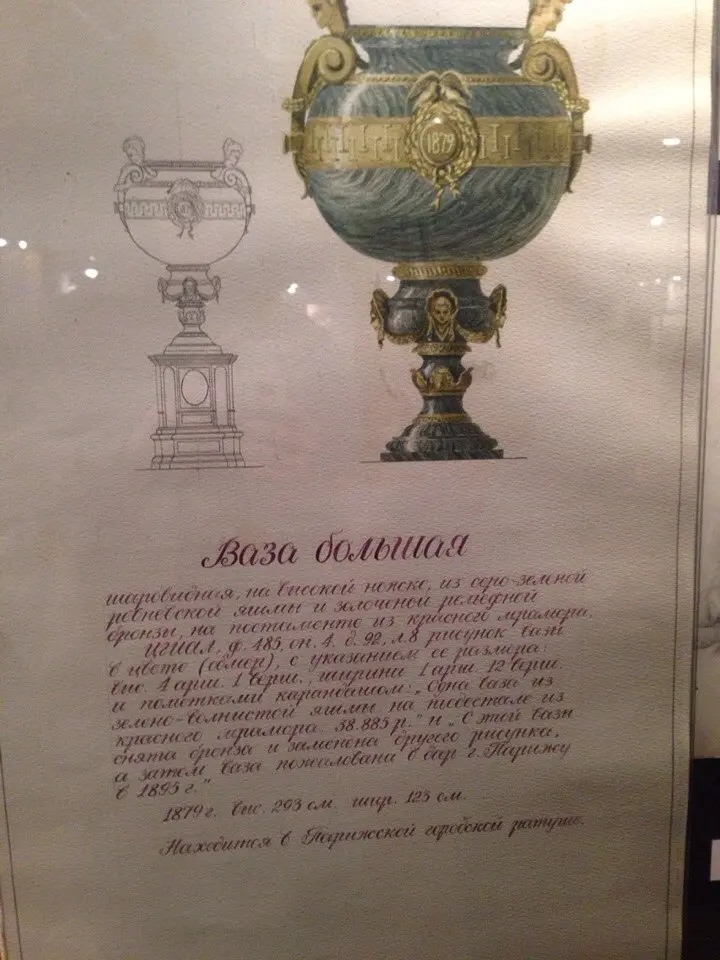 1879
Ваза большая
шаровидная, на высокой ножке, из серо-зеленой
ревневской яшмы и золоченой рельефной
бронзы, на постаменте из красного мрамора.
ЦГИАЛ, ф. 485, оп. 4, д. 92, л. 8 рисунок вазы
в цвете (обмер), с указанием ее размера:
выс. 4 арш. 1 верш., ширина 1 арш. 12 верш.
и пометками карандашом: „Одна ваза из
зелено-волнистой яшмы на пьедестале из
красного мрамора. 38.885 р." и „С этой вазы
снята бронза и заменена другого рисунка,
а затем ваза пожалована в дар г. Парижу
в 1895 г."
1879 г. выс. 293 см. шир. 123 см.
Находится в Парижской городской ратуше.